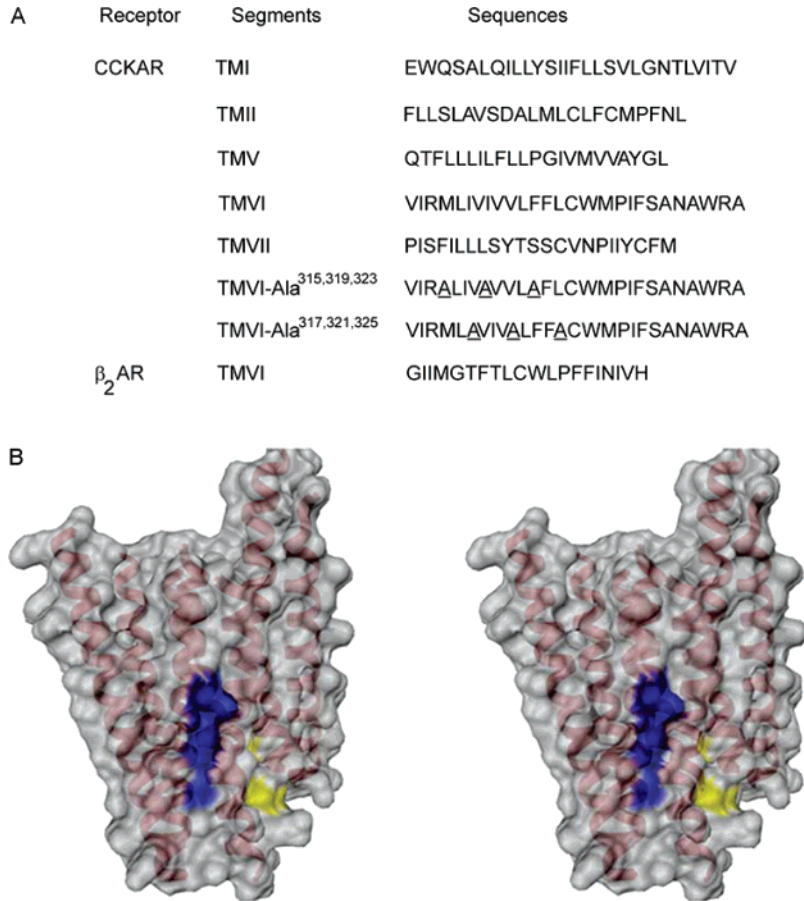 A Receptor Segments Sequences
CCKAR TMI EWQSALQILLYSIIFLLSVLGNTLVITV
TMII FLLSLAVSDALMLCLFCMPFNL
TMV QTFLLLILFLLPGIVMVVAYGL
TMVI VIRMLIVIVVLFFLCWMPIFSANAWRA
TMVII PISFILLLSYTSSCVNPIIYCFM
TMVI-Ala315,319,323 VIRALIVAVVLAFLCWMPIFSANAWRA
TMVI-Ala317,321,325 VIRMLAVIVALFFACWMPIFSANAWRA
β2AR TMVI GIIMGTFTLCWLPFFINIVH
B